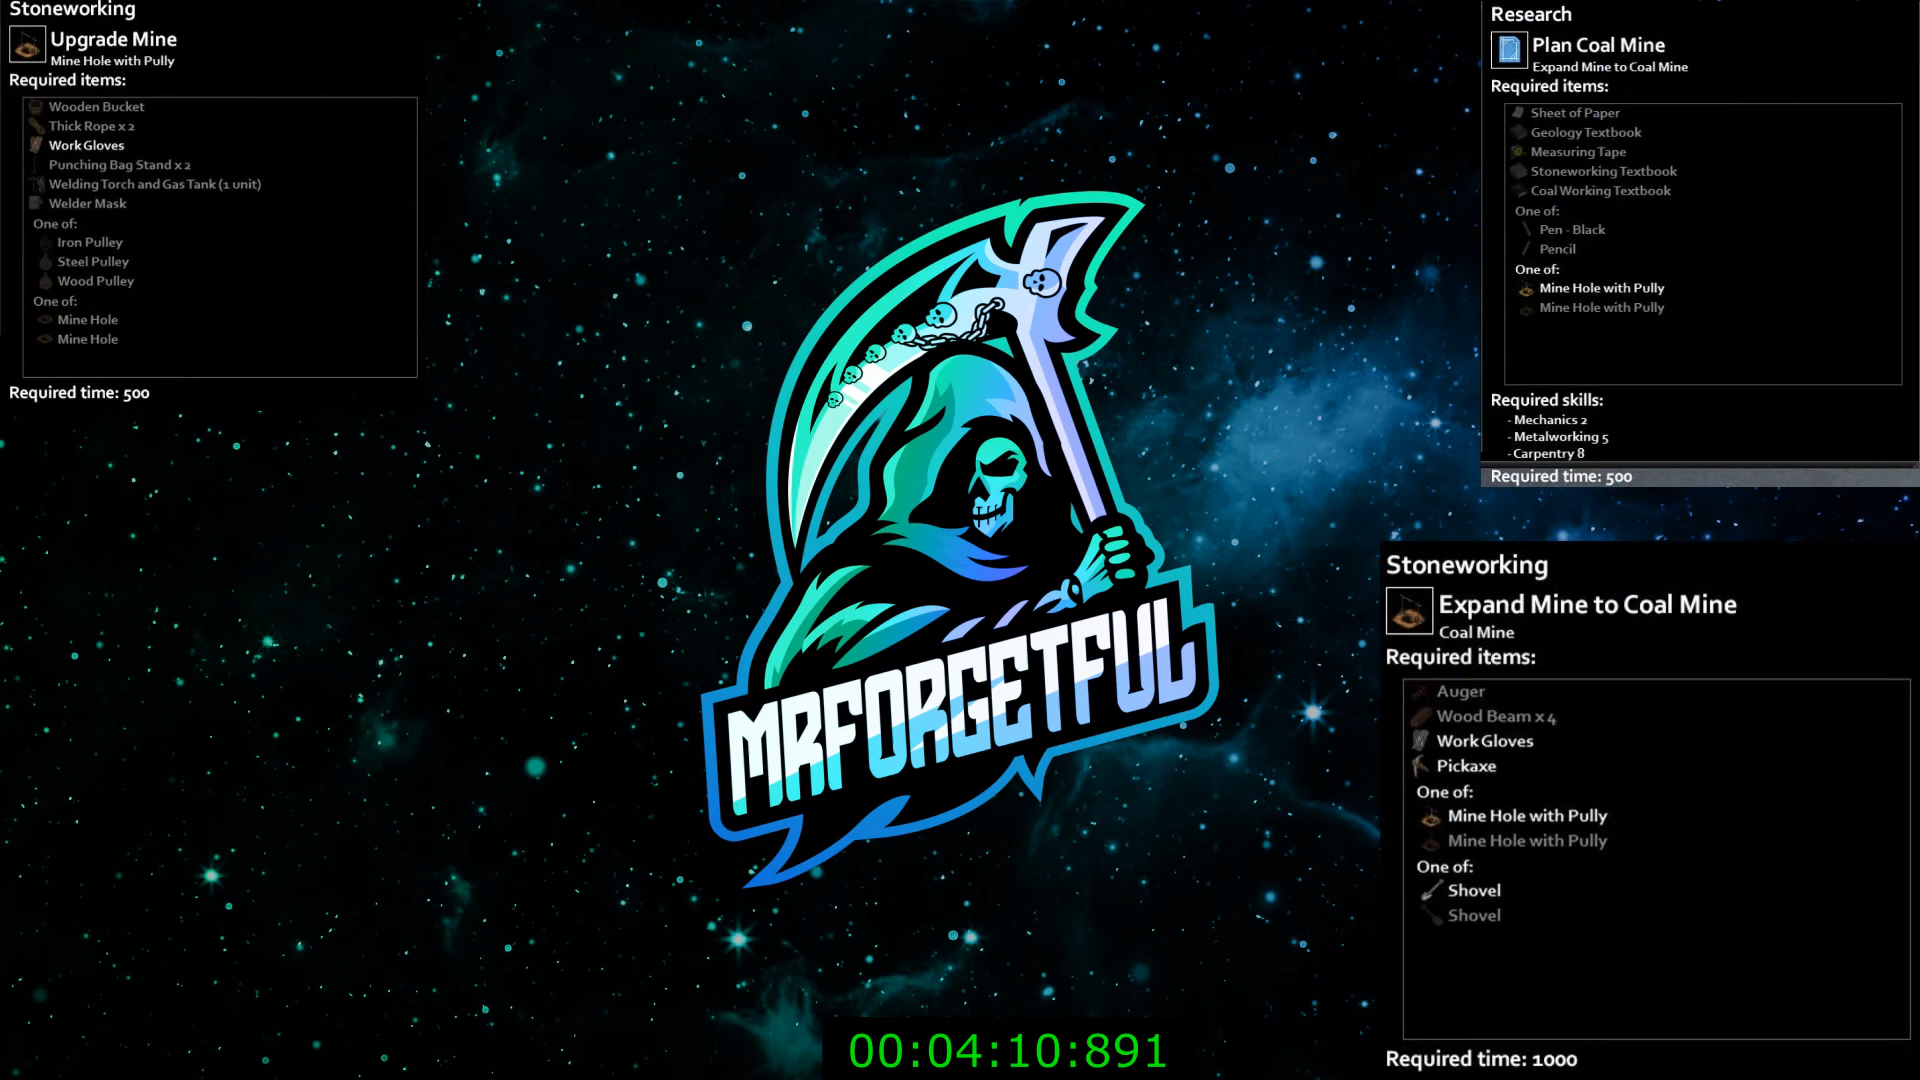 Stoneworking
Upgrade Mine
Mine Hole with Pully
Required items:
Wooden Bucket
Thick Rope x 2
Work Gloves
Punching Bag Stand x 2
Welding Torch and Gas Tank (1 unit)
Welder Mask
One of:
Iron Pulley
Steel Pulley
Wood Pulley
One of:
Mine Hole
Mine Hole
Required time: 500
Research
Plan Coal Mine
Expand Mine to Coal Mine
Required items:
Sheet of Paper
Geology Textbook
Measuring Tape
Stoneworking Textbook
Coal Working Textbook
One of:
Pen - Black
Pencil
One of:
Mine Hole with Pully
Mine Hole with Pully
Required skills:
- Mechanics 2
- Metalworking 5
- Carpentry 8
Required time: 500
MRFORGETFUL
Stoneworking
Expand Mine to Coal Mine
Coal Mine
Required items:
Auger
Wood Beam x 4
Work Gloves
Pickaxe
One of:
Mine Hole with Pully
Mine Hole with Pully
One of:
Shovel
Shovel
Required time: 1000
00:04:10:891